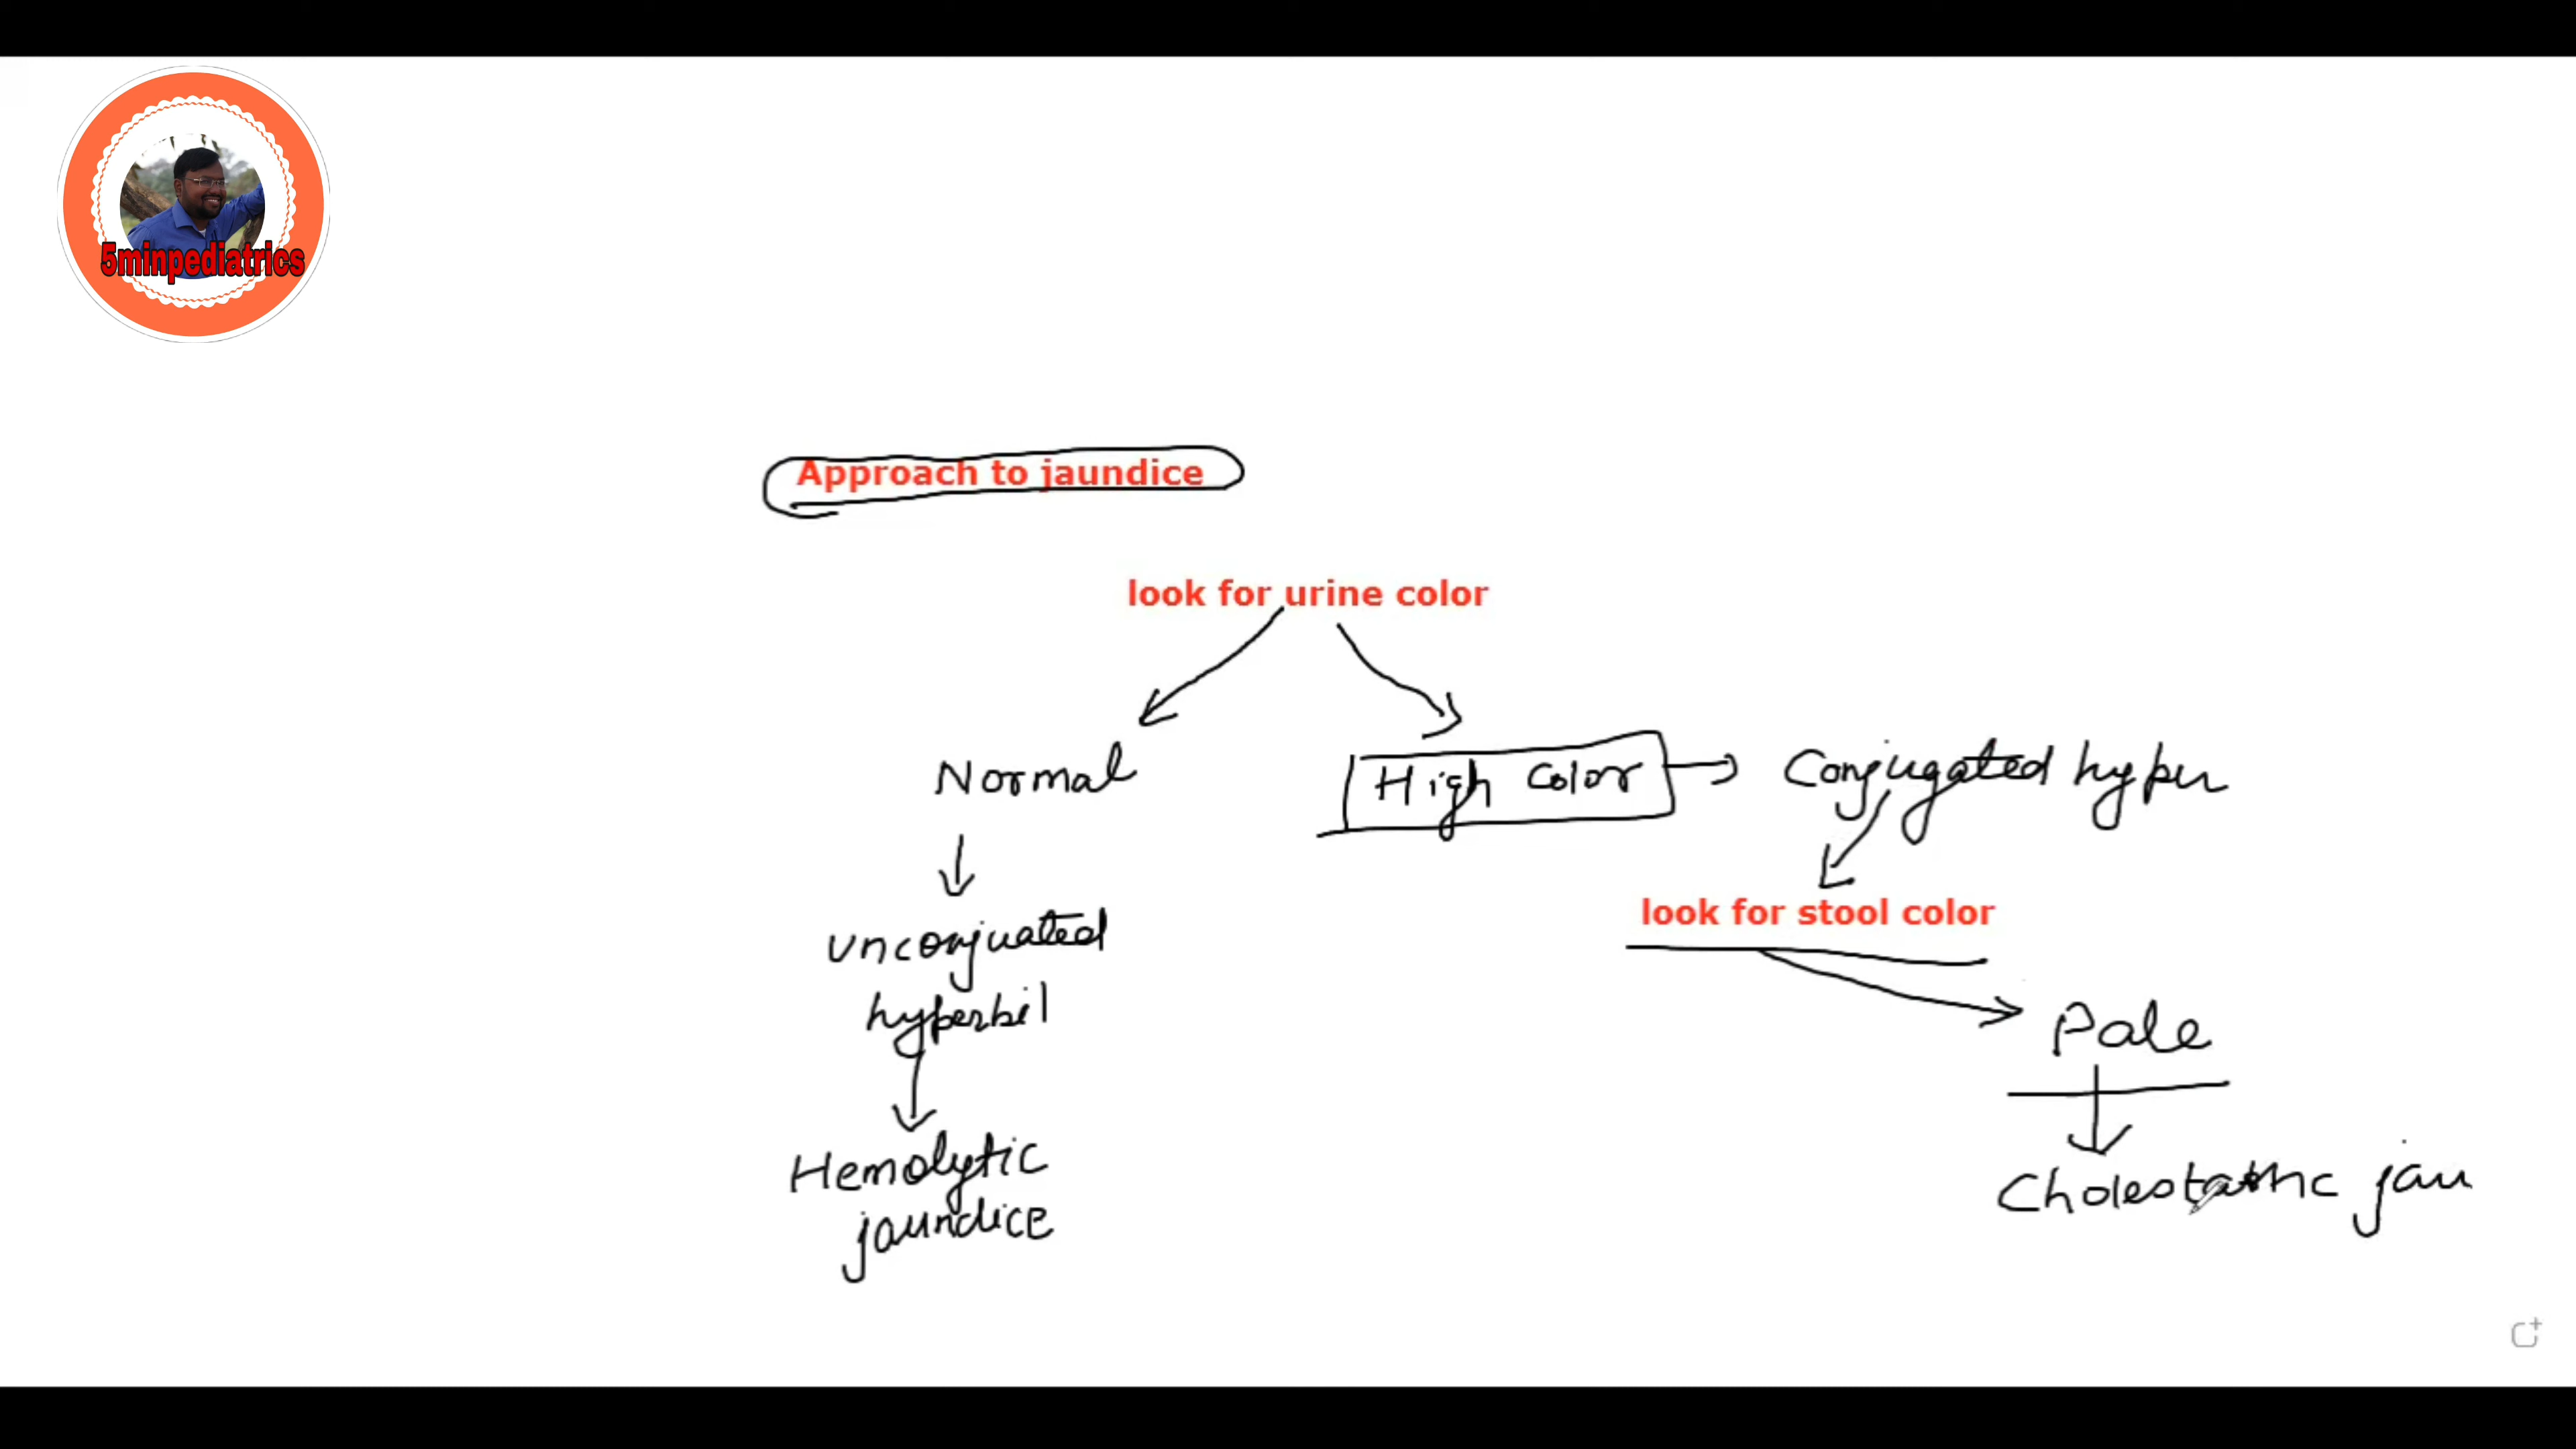 5minpediatrics
Approach to jaundice
look for urine color
Normal
High Color
Conjugated hyper
unconjuated
hyperbil
Hemolytic
jaundice
look for stool color
Pale
jau